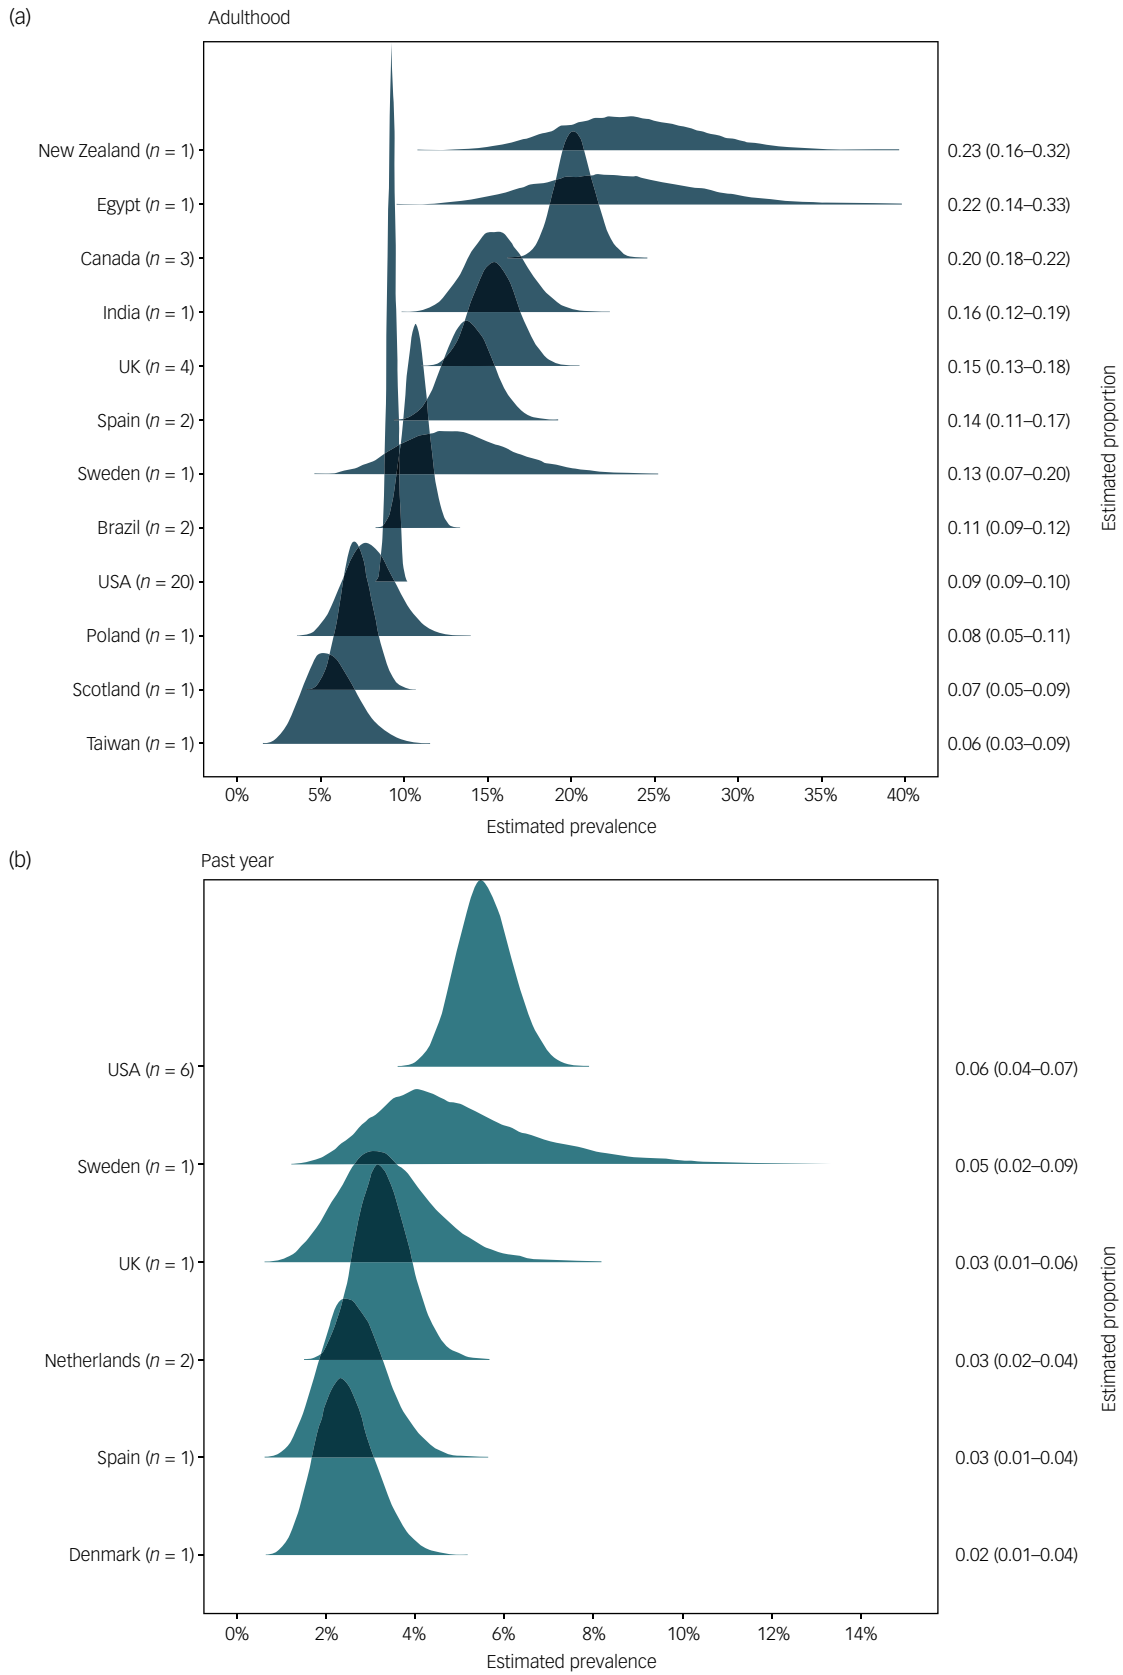 (a)
Adulthood
New Zealand (n = 1) 0.23 (0.16–0.32)
Egypt (n = 1) 0.22 (0.14–0.33)
Canada (n = 3) 0.20 (0.18–0.22)
India (n = 1) 0.16 (0.12–0.19)
UK (n = 4) 0.15 (0.13–0.18)
Spain (n = 2) 0.14 (0.11–0.17)
Sweden (n = 1) 0.13 (0.07–0.20)
Brazil (n = 2) 0.11 (0.09–0.12)
USA (n = 20) 0.09 (0.09–0.10)
Poland (n = 1) 0.08 (0.05–0.11)
Scotland (n = 1) 0.07 (0.05–0.09)
Taiwan (n = 1) 0.06 (0.03–0.09)
Estimated proportion
0% 5% 10% 15% 20% 25% 30% 35% 40%
Estimated prevalence
(b)
Past year
USA (n = 6) 0.06 (0.04–0.07)
Sweden (n = 1) 0.05 (0.02–0.09)
UK (n = 1) 0.03 (0.01–0.06)
Netherlands (n = 2) 0.03 (0.02–0.04)
Spain (n = 1) 0.03 (0.01–0.04)
Denmark (n = 1) 0.02 (0.01–0.04)
Estimated proportion
0% 2% 4% 6% 8% 10% 12% 14%
Estimated prevalence